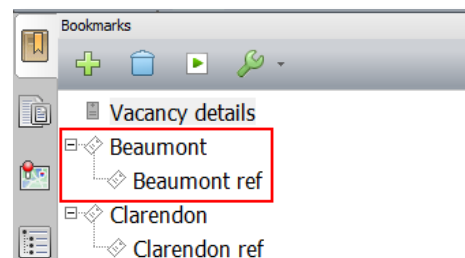 Bookmarks
Vacancy details
Beaumont
Beaumont ref
Clarendon
Clarendon ref